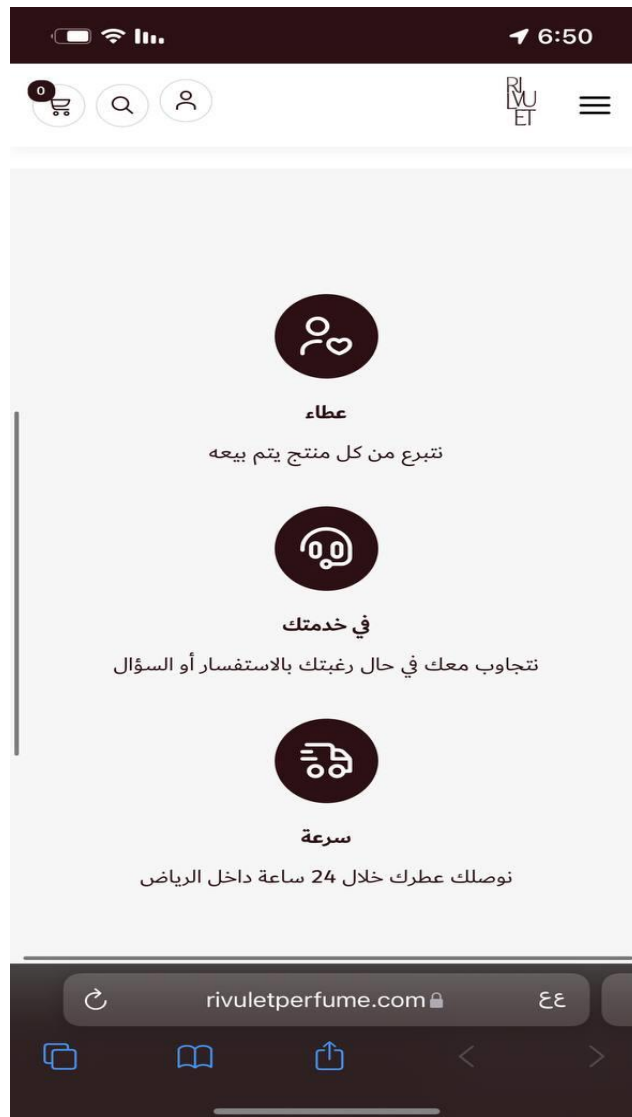 6:50
0
RI
VU
ET
عطاء
نتبرع من كل منتج يتم بيعه
في خدمتك
نتجاوب معك في حال رغبتك بالاستفسار أو السؤال
سرعة
نوصلك عطرك خلال 24 ساعة داخل الرياض
rivuletperfume.com
عع